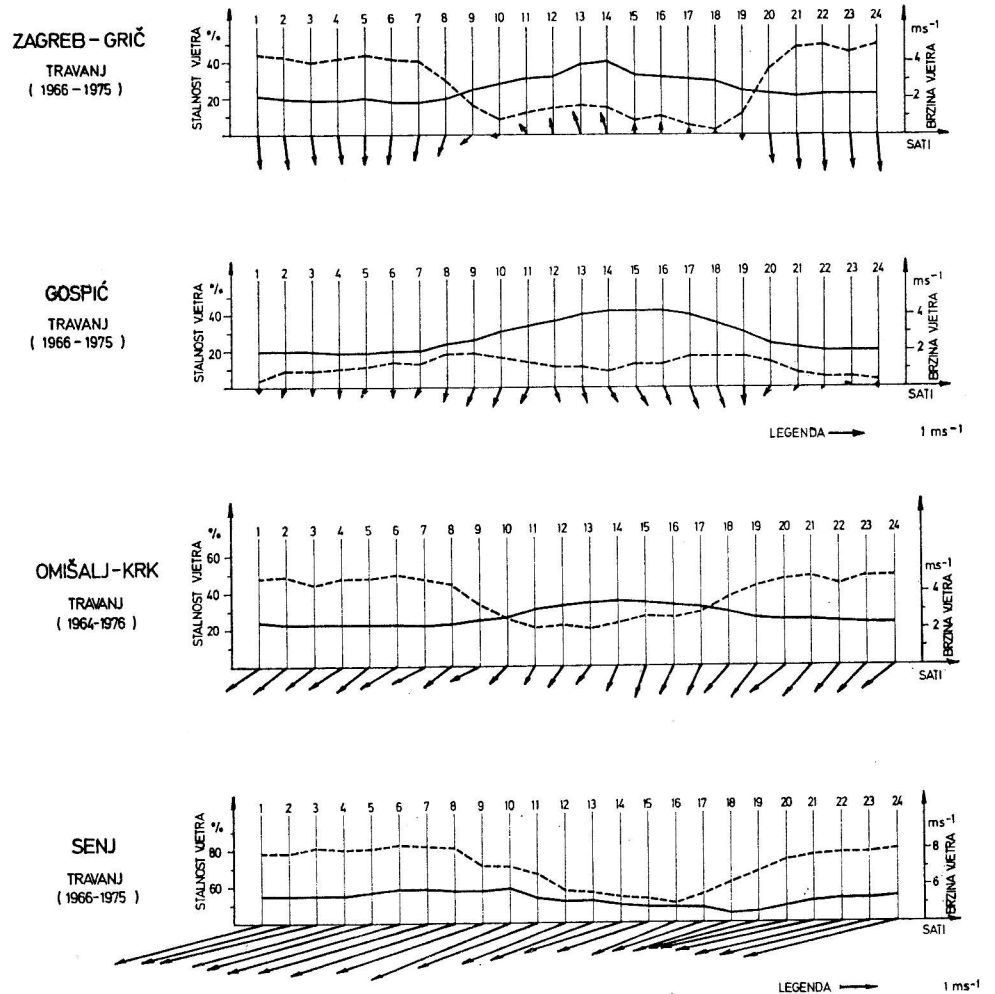 ZAGREB – GRIČ
TRAVANJ
( 1966 – 1975 )
STALNOST VJETRA
%
40
20
1 2 3 4 5 6 7 8 9 10 11 12 13 14 15 16 17 18 19 20 21 22 23 24
ms⁻¹
4
2
BRZINA VJETRA
SATI
GOSPIĆ
TRAVANJ
( 1966 – 1975 )
STALNOST VJETRA
%
40
20
1 2 3 4 5 6 7 8 9 10 11 12 13 14 15 16 17 18 19 20 21 22 23 24
ms⁻¹
4
2
BRZINA VJETRA
SATI
LEGENDA 1 ms⁻¹
OMIŠALJ-KRK
TRAVANJ
( 1964-1976 )
STALNOST VJETRA
%
60
40
20
1 2 3 4 5 6 7 8 9 10 11 12 13 14 15 16 17 18 19 20 21 22 23 24
ms⁻¹
4
2
BRZINA VJETRA
SATI
SENJ
TRAVANJ
( 1966-1975 )
STALNOST VJETRA
%
80
60
1 2 3 4 5 6 7 8 9 10 11 12 13 14 15 16 17 18 19 20 21 22 23 24
ms⁻¹
8
6
BRZINA VJETRA
SATI
LEGENDA 1 ms⁻¹